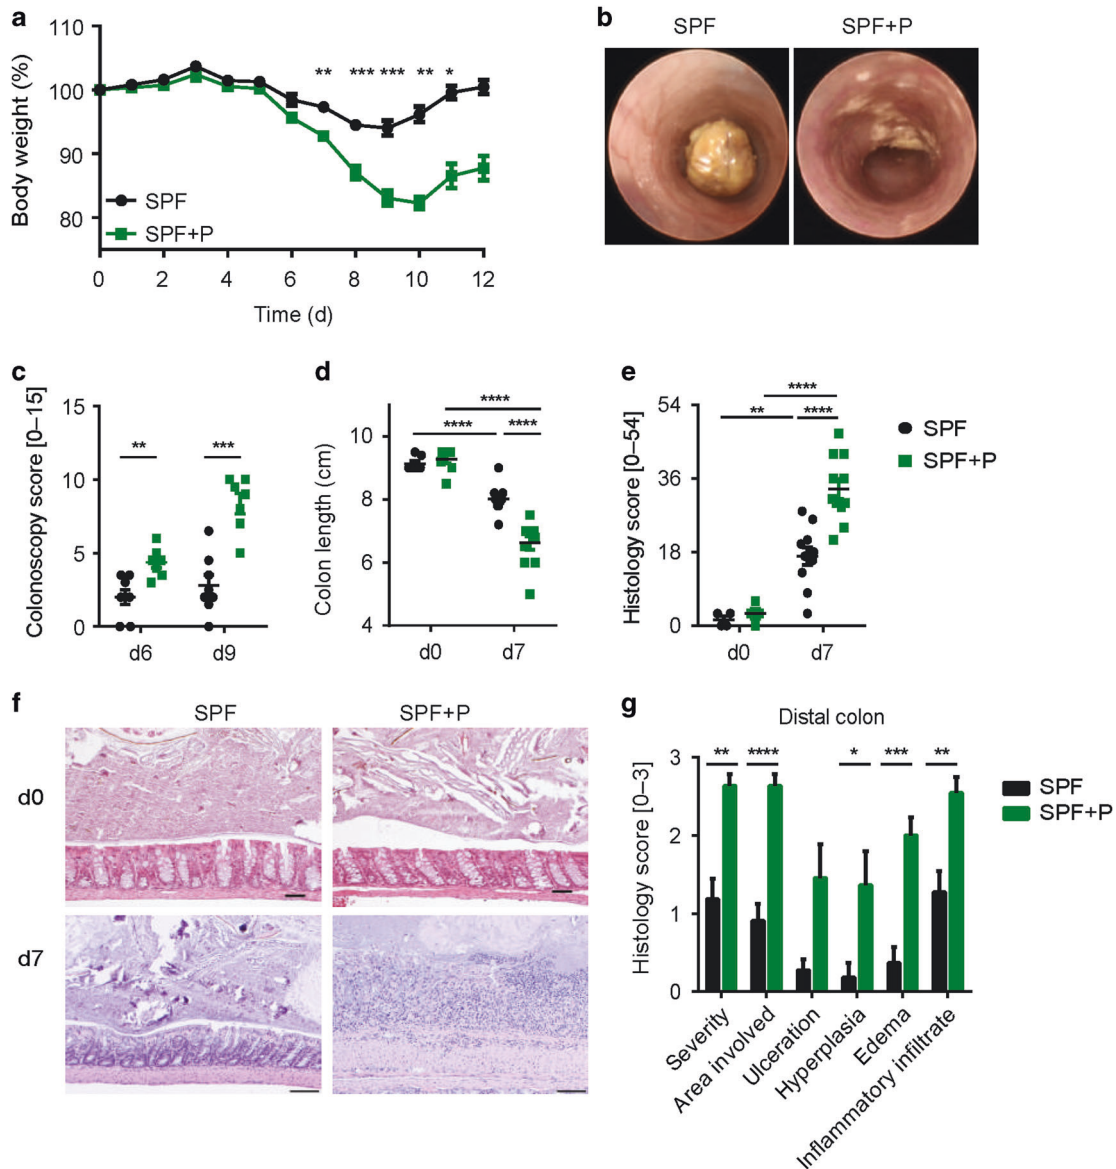 a
110
100
90
80
Body weight (%)
** *** *** ** *
SPF
SPF+P
0 2 4 6 8 10 12
Time (d)
b
SPF SPF+P
c
Colonoscopy score [0–15]
15
10
5
0
** ***
d6 d9
d
Colon length (cm)
10
8
6
4
****
**** ****
d0 d7
e
Histology score [0–54]
54
36
18
0
****
** ****
d0 d7
SPF
SPF+P
f
SPF SPF+P
d0
d7
g
Distal colon
Histology score [0–3]
3
2
1
0
** **** * *** **
SPF
SPF+P
Severity
Area involved
Ulceration
Hyperplasia
Edema
Inflammatory infiltrate